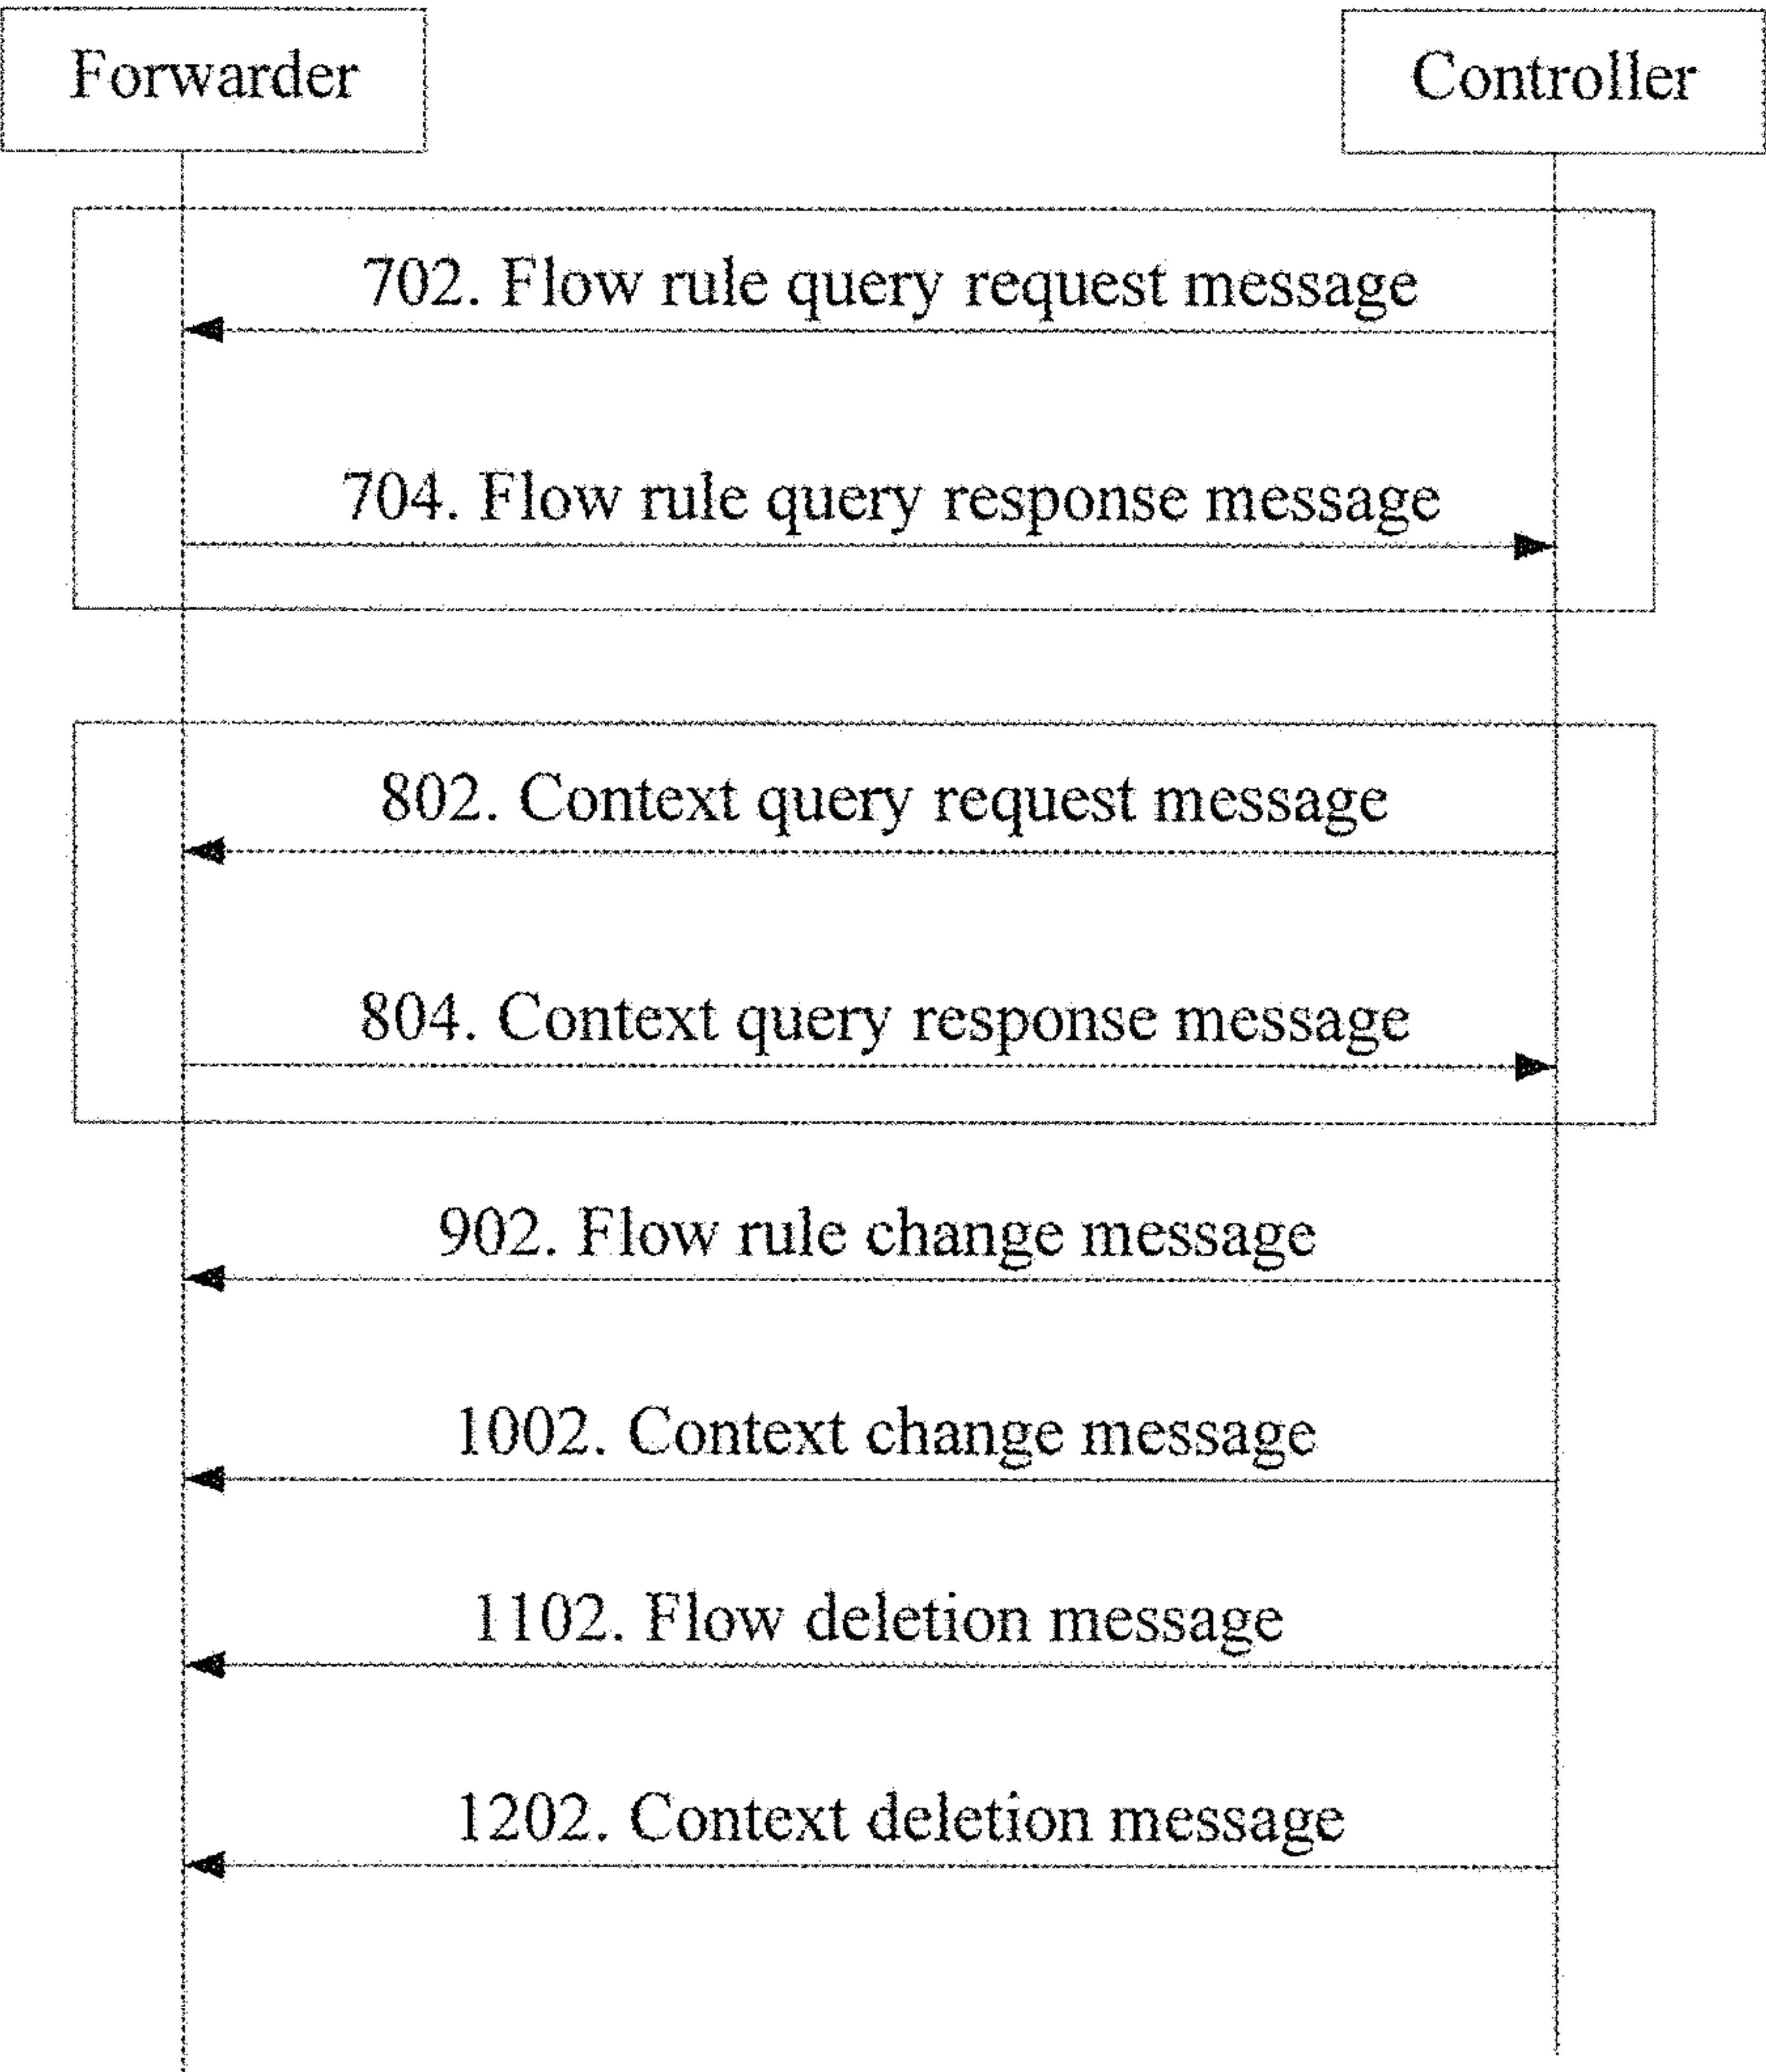 Forwarder
Controller
702. Flow rule query request message
704. Flow rule query response message
802. Context query request message
804. Context query response message
902. Flow rule change message
1002. Context change message
1102. Flow deletion message
1202. Context deletion message